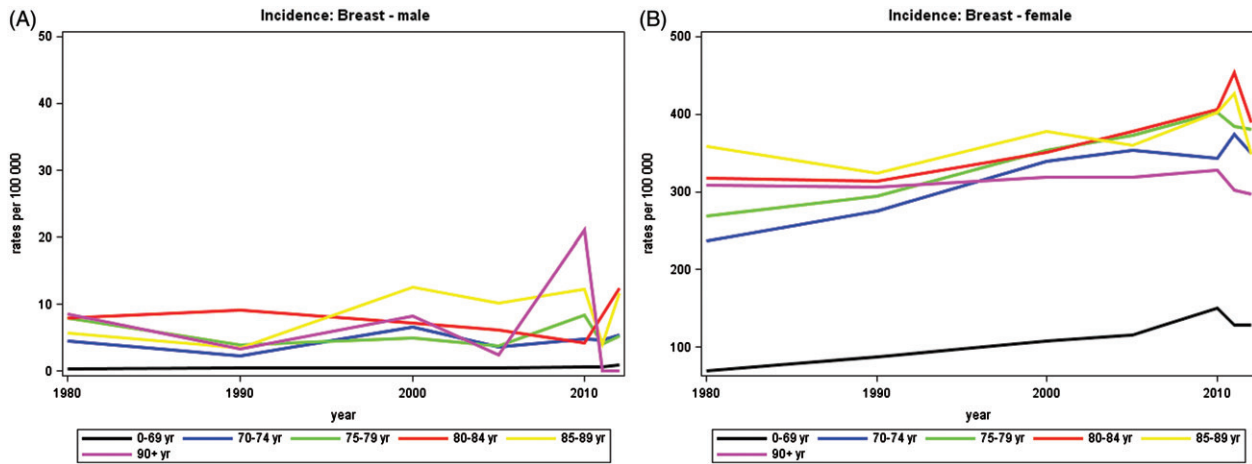 (A) Incidence: Breast - male
50
40
30
20
10
0
rates per 100 000
1980 1990 2000 2010
year
0-69 yr 70-74 yr 75-79 yr 80-84 yr 85-89 yr
90+ yr
(B) Incidence: Breast - female
500
400
300
200
100
rates per 100 000
1980 1990 2000 2010
year
0-69 yr 70-74 yr 75-79 yr 80-84 yr 85-89 yr
90+ yr